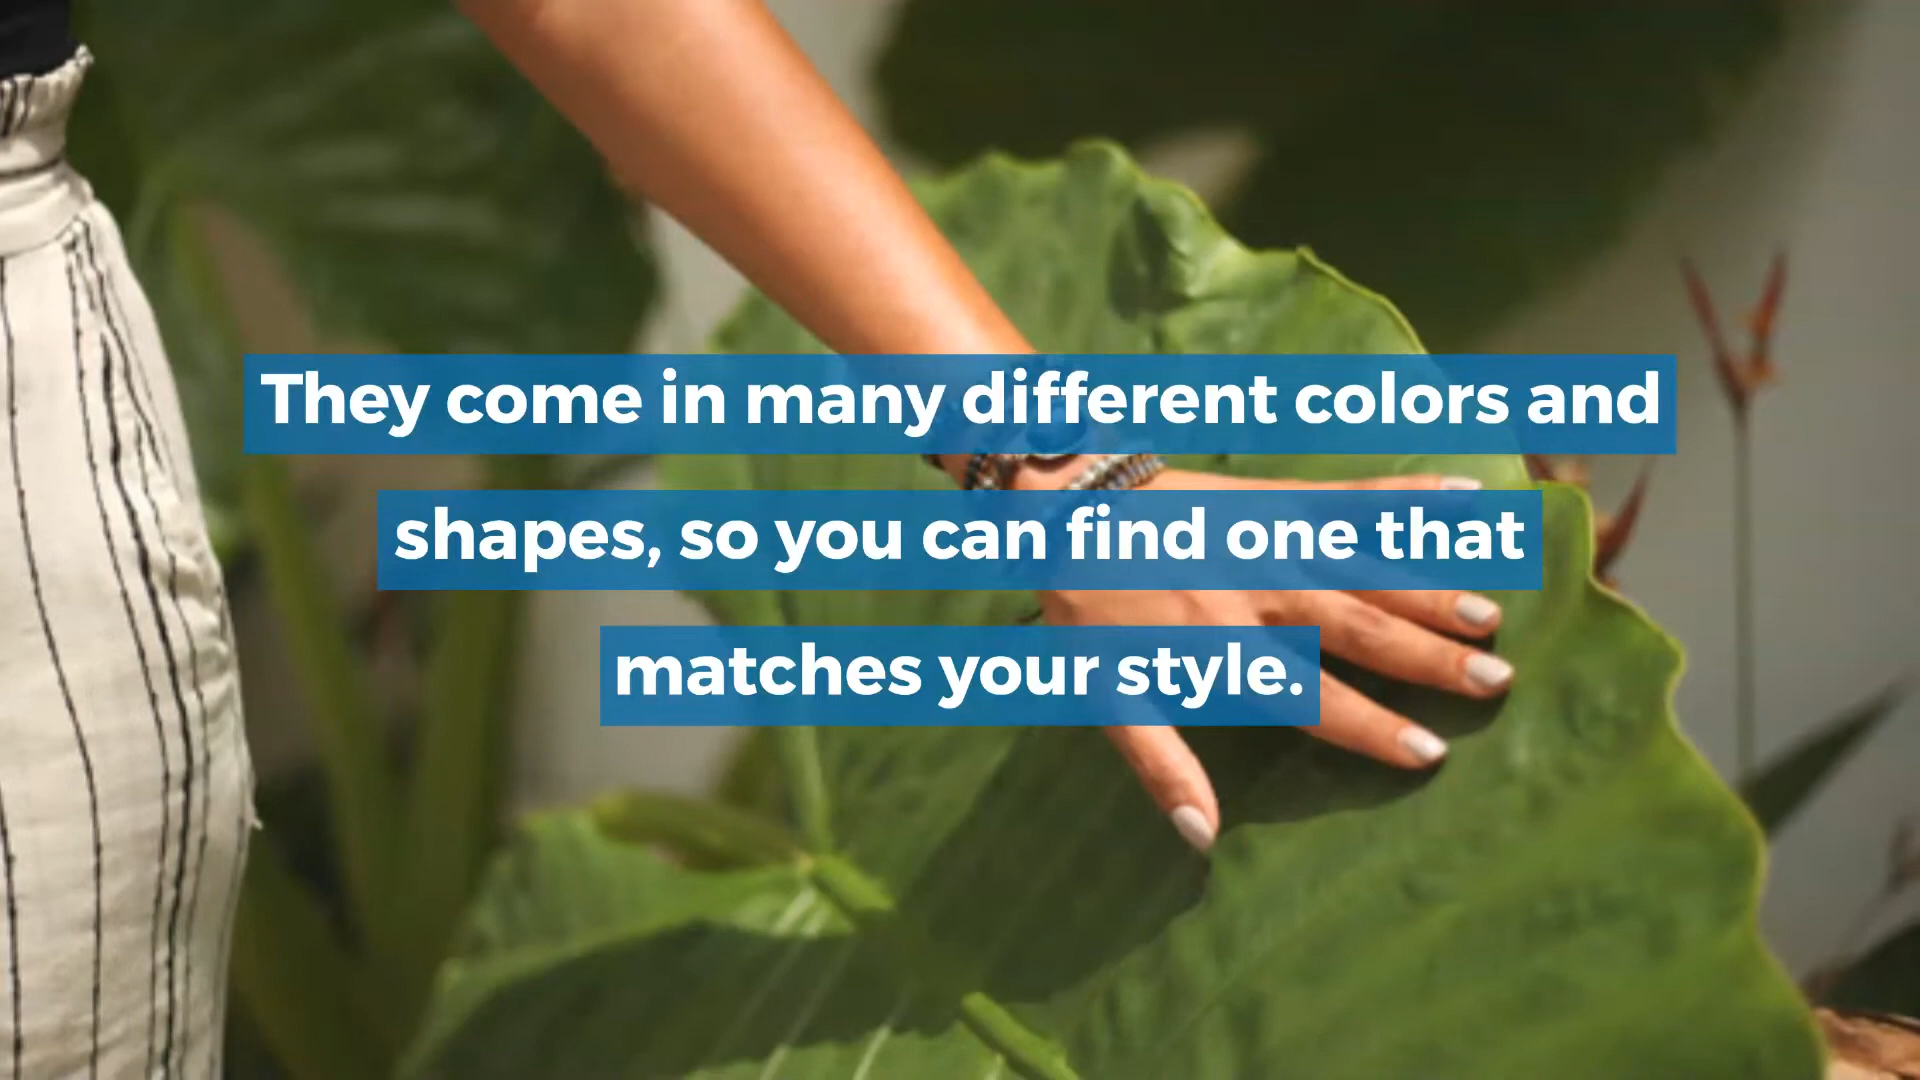 They come in many different colors and
shapes, so you can find one that
matches your style.